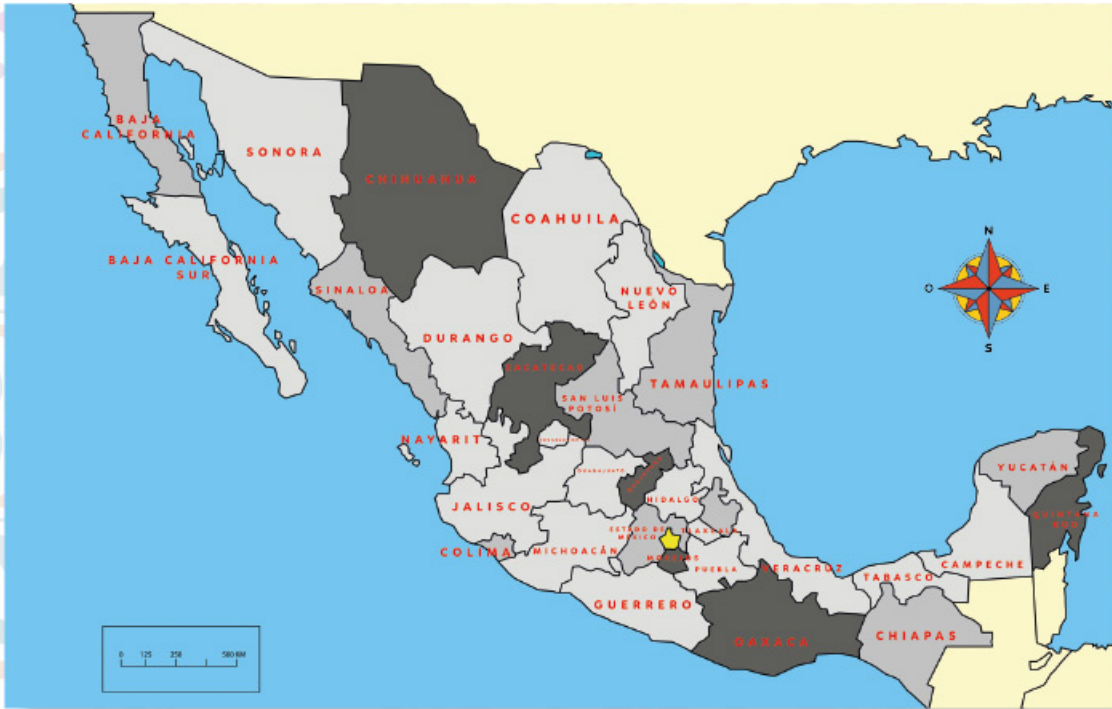 BAJA
CALIFORNIA
SONORA
CHIHUAHUA
COAHUILA
BAJA CALIFORNIA
SUR
SINALOA
NUEVO
LEÓN
DURANGO
ZACATECAS
TAMAULIPAS
SAN LUIS
POTOSÍ
NAYARIT
GUANAJUATO
HIDALGO
JALISCO
ESTADO DE
MÉXICO
TLAXCALA
COLIMA
MICHOACÁN
MORELOS
PUEBLA
VERACRUZ
GUERRERO
OAXACA
TABASCO
CHIAPAS
CAMPECHE
YUCATÁN
QUINTANA
ROO
N
O
E
S
0 125 250 500 KM